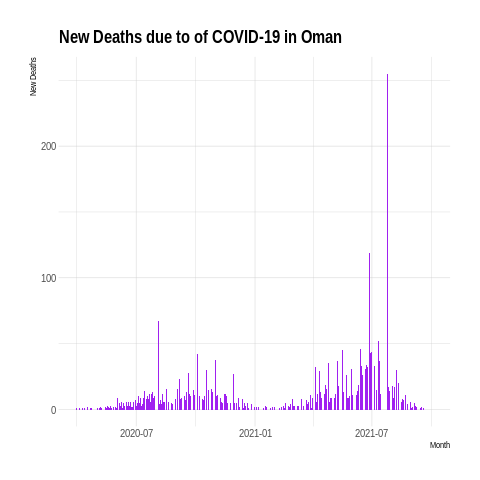 New Deaths due to of COVID-19 in Oman
New Deaths
200
100
0
2020-07
2021-01
2021-07
Month